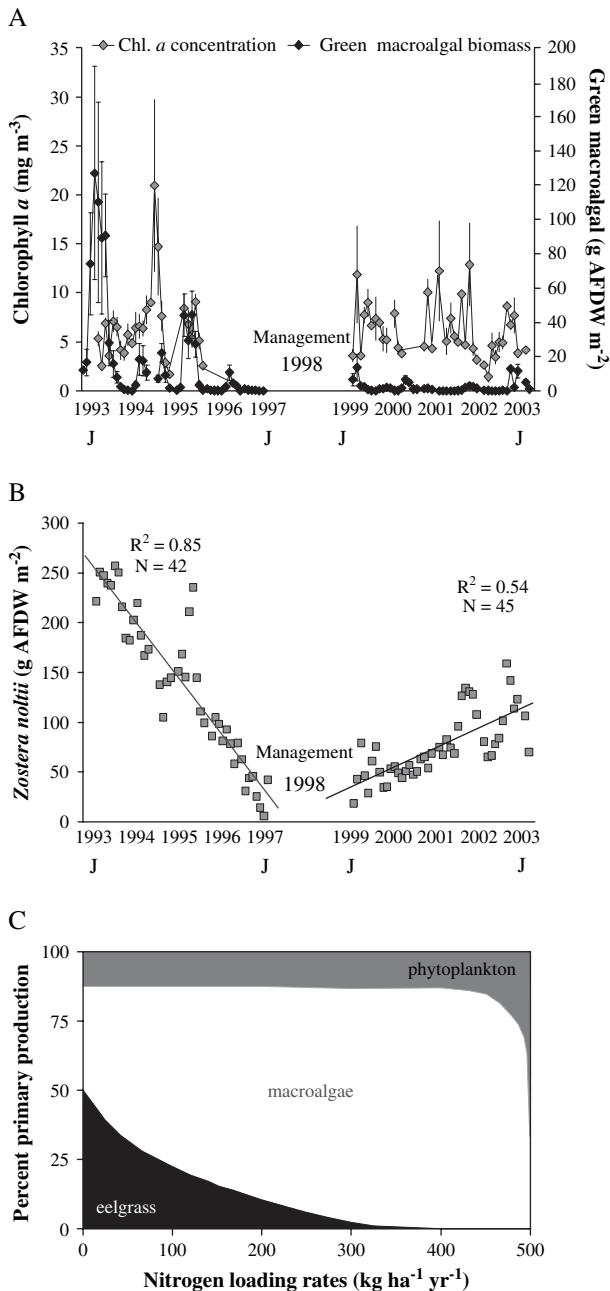 A
Chl. a concentration
Green macroalgal biomass
Chlorophyll a (mg m-3)
35
30
25
20
15
10
5
0
200
180
160
140
120
100
80
60
40
20
0
Green macroalgal
(g AFDW m-2)
Management
1998
1993 1994 1995 1996 1997 1999 2000 2001 2002 2003
J J J J
B
Zostera noltii (g AFDW m-2)
300
250
200
150
100
50
0
R2 = 0.85
N = 42
R2 = 0.54
N = 45
Management
1998
1993 1994 1995 1996 1997 1999 2000 2001 2002 2003
J J J J
C
Percent primary production
100
75
50
25
0
phytoplankton
macroalgae
eelgrass
0 100 200 300 400 500
Nitrogen loading rates (kg ha-1 yr-1)